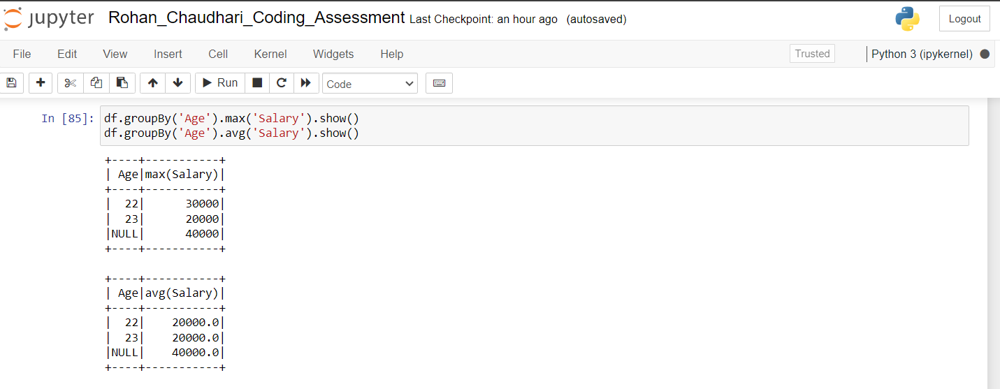 jupyter Rohan_Chaudhari_Coding_Assessment Last Checkpoint: an hour ago (autosaved) Logout
File Edit View Insert Cell Kernel Widgets Help Trusted Python 3 (ipykernel)
Run Code
In [85]: df.groupBy('Age').max('Salary').show()
df.groupBy('Age').avg('Salary').show()
+----+-----------+
| Age|max(Salary)|
+----+-----------+
|  22|      30000|
|  23|      20000|
|NULL|      40000|
+----+-----------+
+----+-----------+
| Age|avg(Salary)|
+----+-----------+
|  22|    20000.0|
|  23|    20000.0|
|NULL|    40000.0|
+----+-----------+